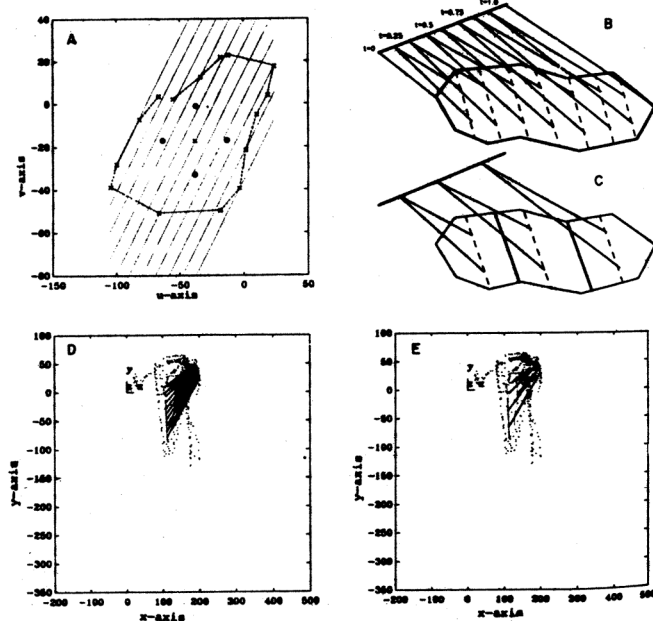 A
40
20
0
-20
-40
-60
-80
-150
-100
-50
0
50
v-axis
u-axis
B
t=0
t=0.25
t=0.5
t=0.75
t=1.0
C
D
100
50
0
-50
-100
-150
-200
-250
-300
-350
-200
-100
0
100
200
300
400
500
y-axis
x-axis
y
E
100
50
0
-50
-100
-150
-200
-250
-300
-350
-200
-100
0
100
200
300
400
500
y-axis
x-axis
y